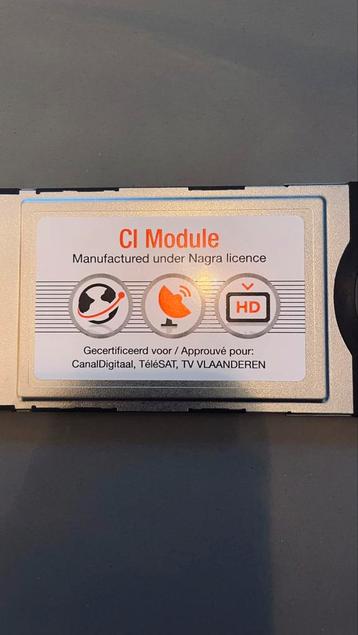 CI Module
Manufactured under Nagra licence
HD
Gecertificeerd voor / Approuvé pour:
CanalDigitaal, TéléSAT, TV VLAANDEREN